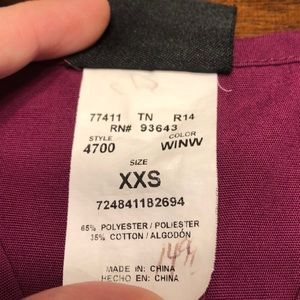 77411 TN R14
RN# 93643
STYLE COLOR
4700 WINW
SIZE
XXS
724841182694
65% POLYESTER / POLIESTER
35% COTTON / ALGODÓN
MADE IN: CHINA
HECHO EN: CHINA